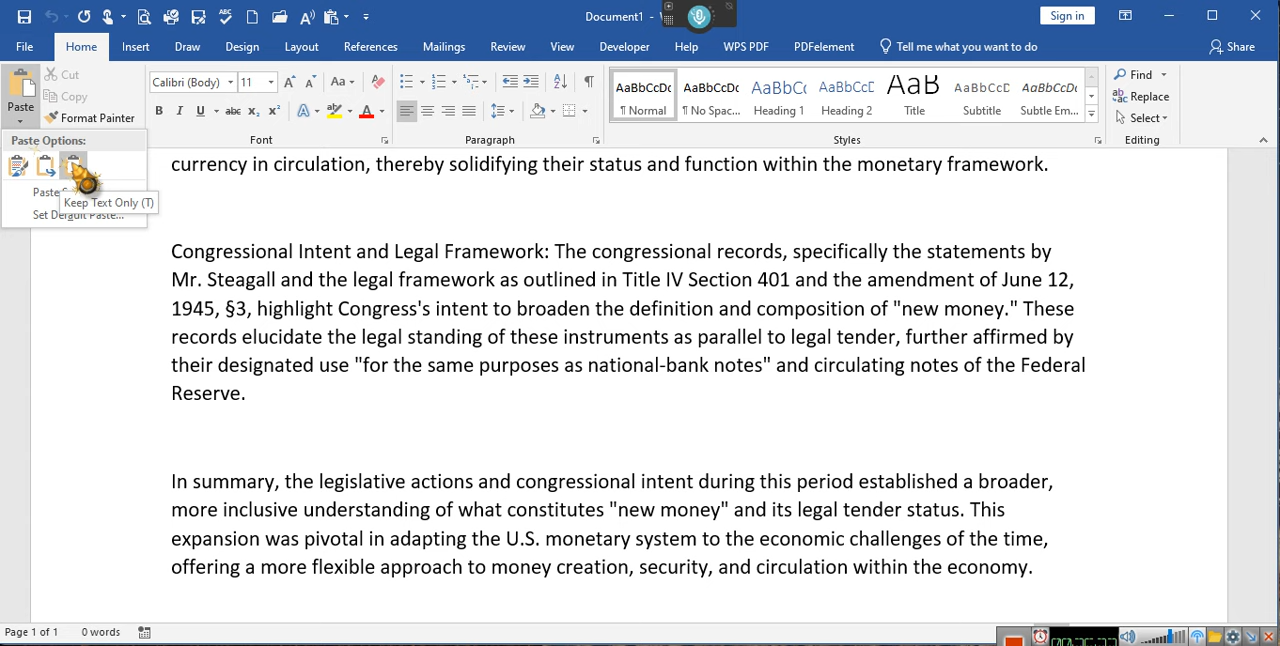 Document1 -
Sign in
File Home Insert Draw Design Layout References Mailings Review View Developer Help WPS PDF PDFelement Tell me what you want to do Share
Paste
Cut
Copy
Format Painter
Calibri (Body) 11
Font
Paragraph
AaBbCcDc AaBbCcDc AaBbCc AaBbCcD AaB AaBbCcD AaBbCcDc
¶ Normal ¶ No Spac... Heading 1 Heading 2 Title Subtitle Subtle Em...
Styles
Find
Replace
Select
Editing
Paste Options:
Paste
Keep Text Only (T)
Set Default Paste...
currency in circulation, thereby solidifying their status and function within the monetary framework.
Congressional Intent and Legal Framework: The congressional records, specifically the statements by
Mr. Steagall and the legal framework as outlined in Title IV Section 401 and the amendment of June 12,
1945, §3, highlight Congress's intent to broaden the definition and composition of "new money." These
records elucidate the legal standing of these instruments as parallel to legal tender, further affirmed by
their designated use "for the same purposes as national-bank notes" and circulating notes of the Federal
Reserve.
In summary, the legislative actions and congressional intent during this period established a broader,
more inclusive understanding of what constitutes "new money" and its legal tender status. This
expansion was pivotal in adapting the U.S. monetary system to the economic challenges of the time,
offering a more flexible approach to money creation, security, and circulation within the economy.
Page 1 of 1 0 words